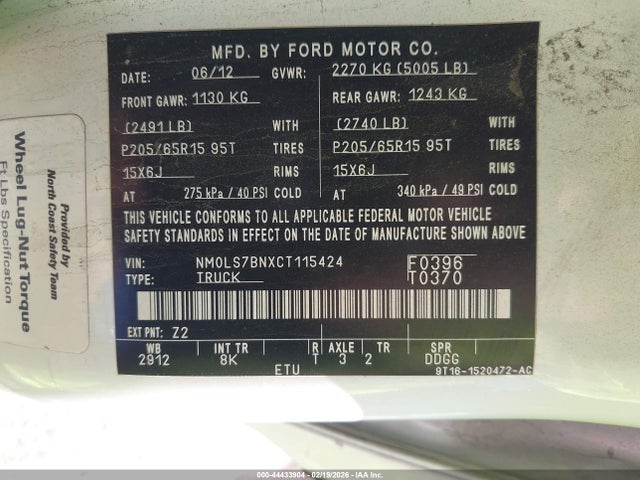 MFD. BY FORD MOTOR CO.
DATE: 06/12 GVWR: 2270 KG (5005 LB)
FRONT GAWR: 1130 KG REAR GAWR: 1243 KG
(2491 LB) WITH (2740 LB) WITH
P205/65R15 95T TIRES P205/65R15 95T TIRES
15X6J RIMS 15X6J RIMS
AT 275 kPa / 40 PSI COLD AT 340 kPa / 49 PSI COLD
THIS VEHICLE CONFORMS TO ALL APPLICABLE FEDERAL MOTOR VEHICLE
SAFETY STANDARDS IN EFFECT ON THE DATE OF MANUFACTURE SHOWN ABOVE
VIN: NM0LS7BNXCT115424 F0396
TYPE: TRUCK T0370
EXT PNT: Z2
WB INT TR R AXLE TR SPR
2912 8K T 3 2 DDGG
ETU 9T16-1520472-AC
Provided by
North Coast Safety Team
Wheel Lug-Nut Torque
Ft Lbs Specification
000-44433904 - 02/19/2026 - IAAI.COM